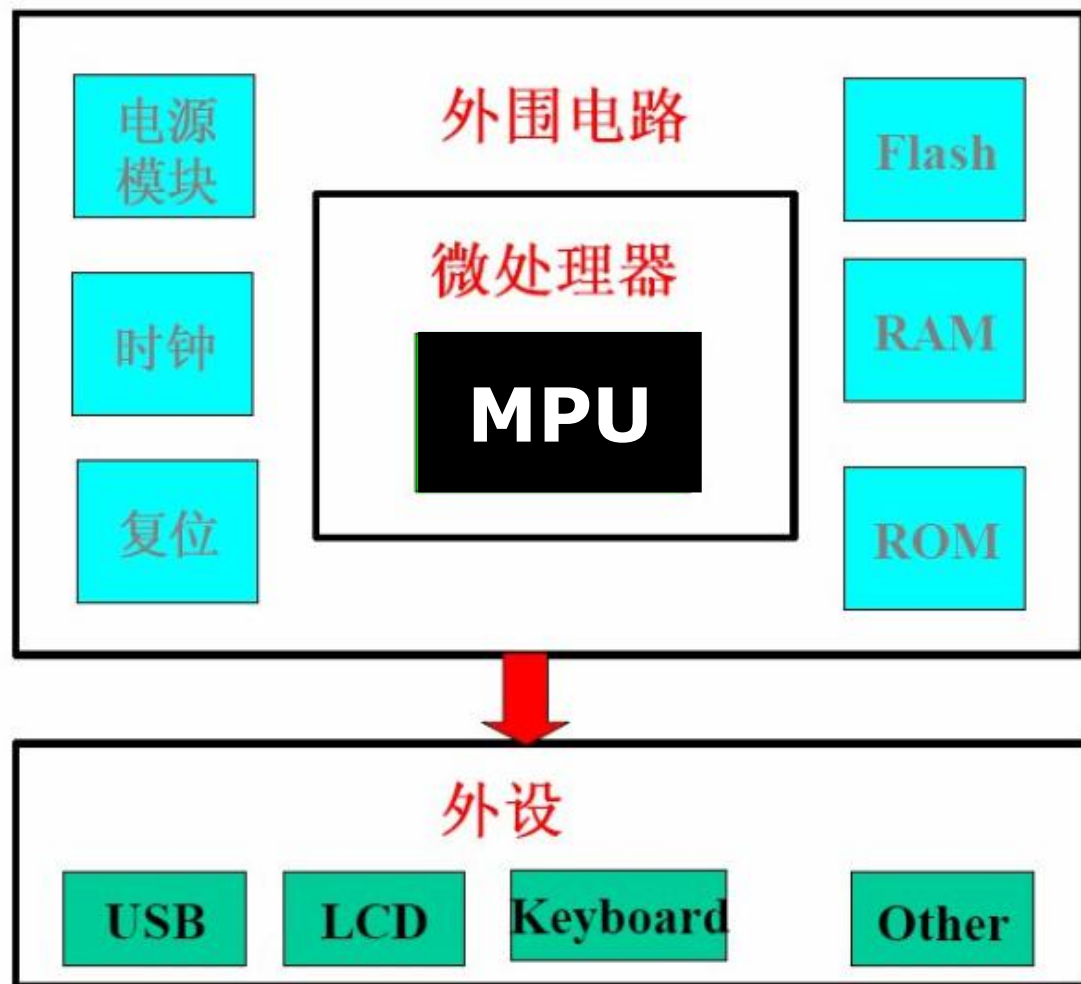 外围电路
电源
模块
时钟
复位
微处理器
MPU
Flash
RAM
ROM
外设
USB
LCD
Keyboard
Other